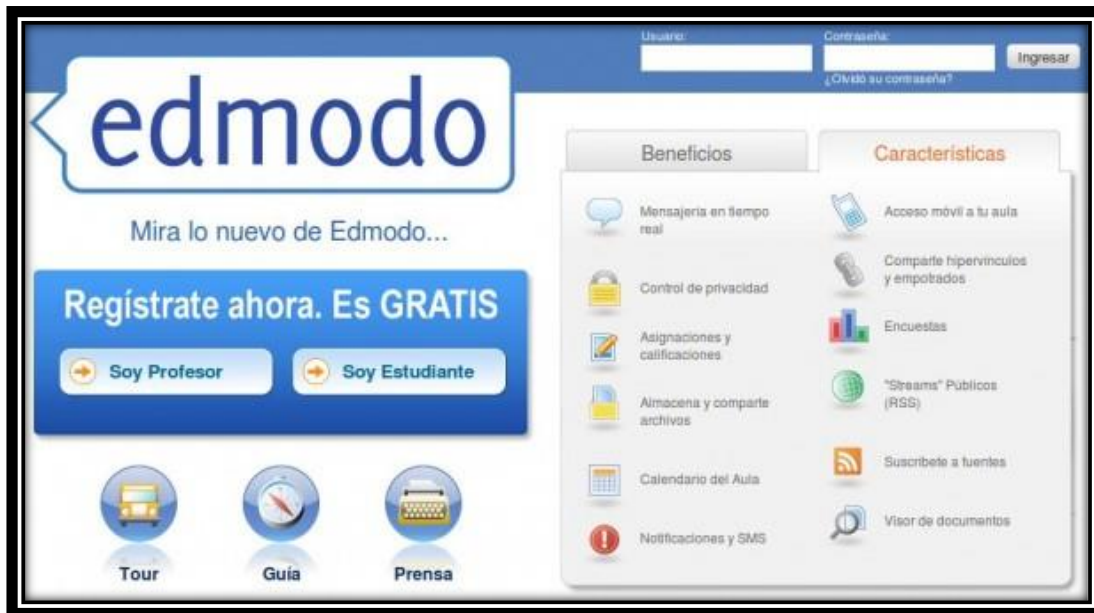 Usuario:
Contraseña:
Ingresar
¿Olvidó su contraseña?
edmodo
Mira lo nuevo de Edmodo...
Regístrate ahora. Es GRATIS
Soy Profesor
Soy Estudiante
Tour
Guía
Prensa
Beneficios
Características
Mensajería en tiempo
real
Control de privacidad
Asignaciones y
calificaciones
Almacena y comparte
archivos
Calendario del Aula
Notificaciones y SMS
Acceso móvil a tu aula
Comparte hipervínculos
y empotrados
Encuestas
"Streams" Públicos
(RSS)
Suscríbete a fuentes
Visor de documentos